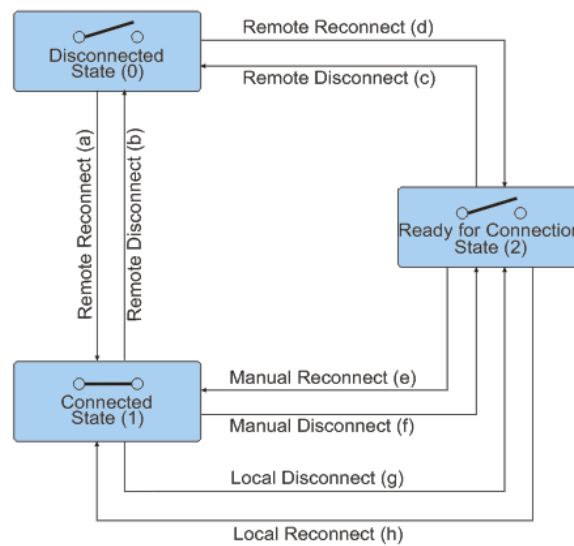 Remote Reconnect (d)
Disconnected
State (0)
Remote Disconnect (c)
Remote Reconnect (a)
Remote Disconnect (b)
Ready for Connection
State (2)
Manual Reconnect (e)
Connected
State (1)
Manual Disconnect (f)
Local Disconnect (g)
Local Reconnect (h)